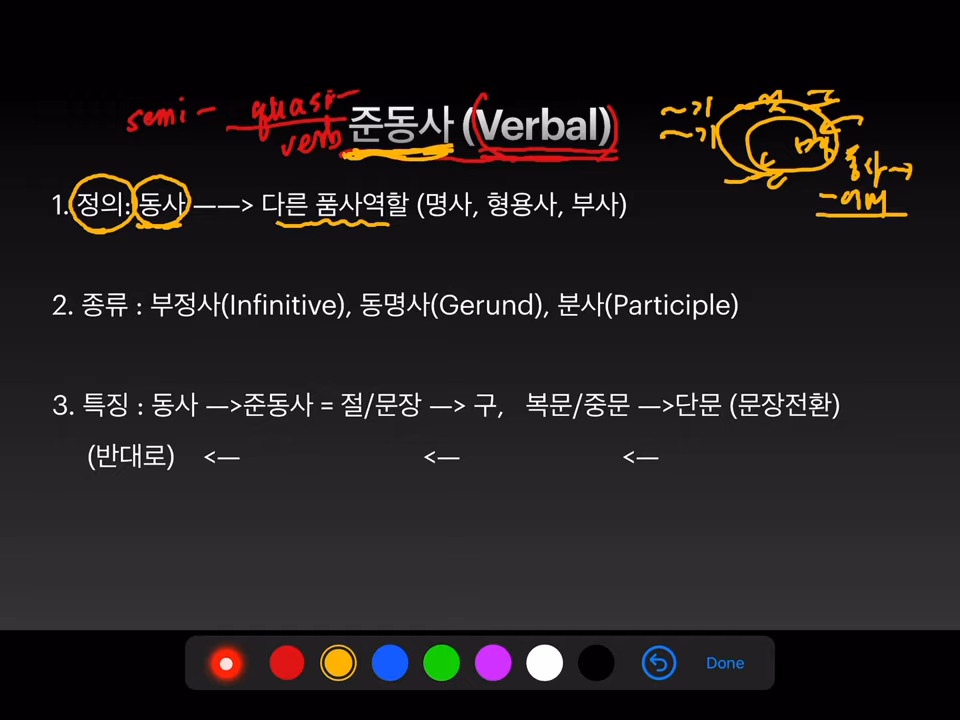 semi - quasi- 준동사 (Verbal) ~기
verb ~기
동사→
-어미
1. 정의: 동사 ——> 다른 품사역할 (명사, 형용사, 부사)
2. 종류 : 부정사(Infinitive), 동명사(Gerund), 분사(Participle)
3. 특징 : 동사 —>준동사 = 절/문장 —> 구, 복문/중문 —>단문 (문장전환)
(반대로) <— <— <—
Done